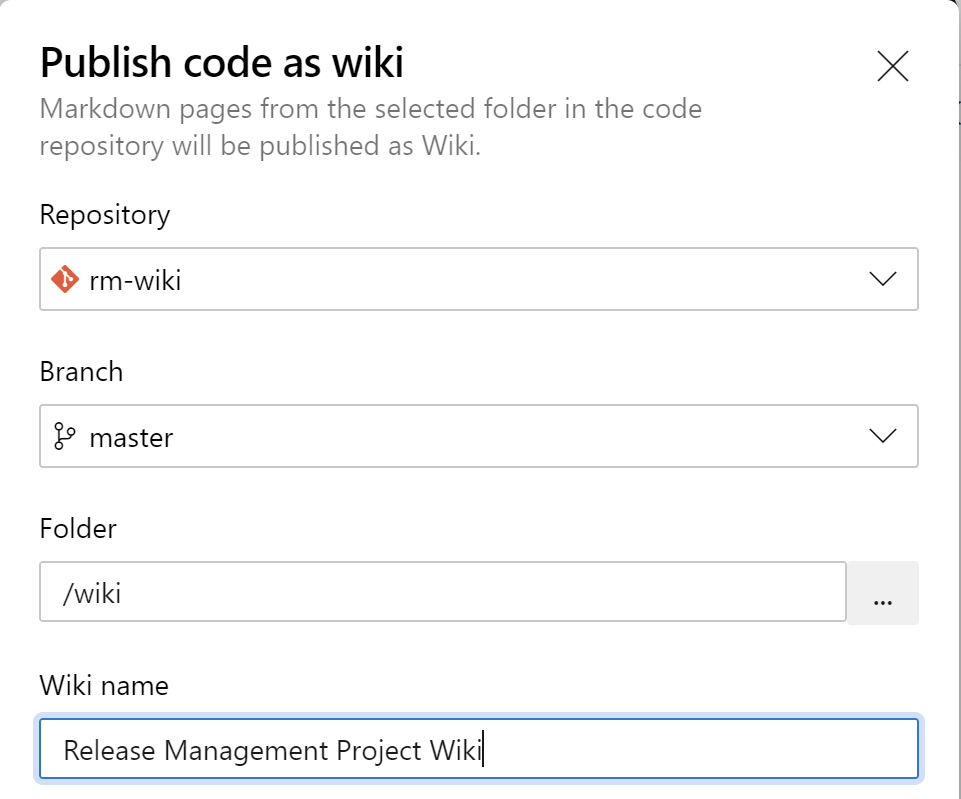 Publish code as wiki
Markdown pages from the selected folder in the code
repository will be published as Wiki.
Repository
rm-wiki
Branch
master
Folder
/wiki
...
Wiki name
Release Management Project Wiki